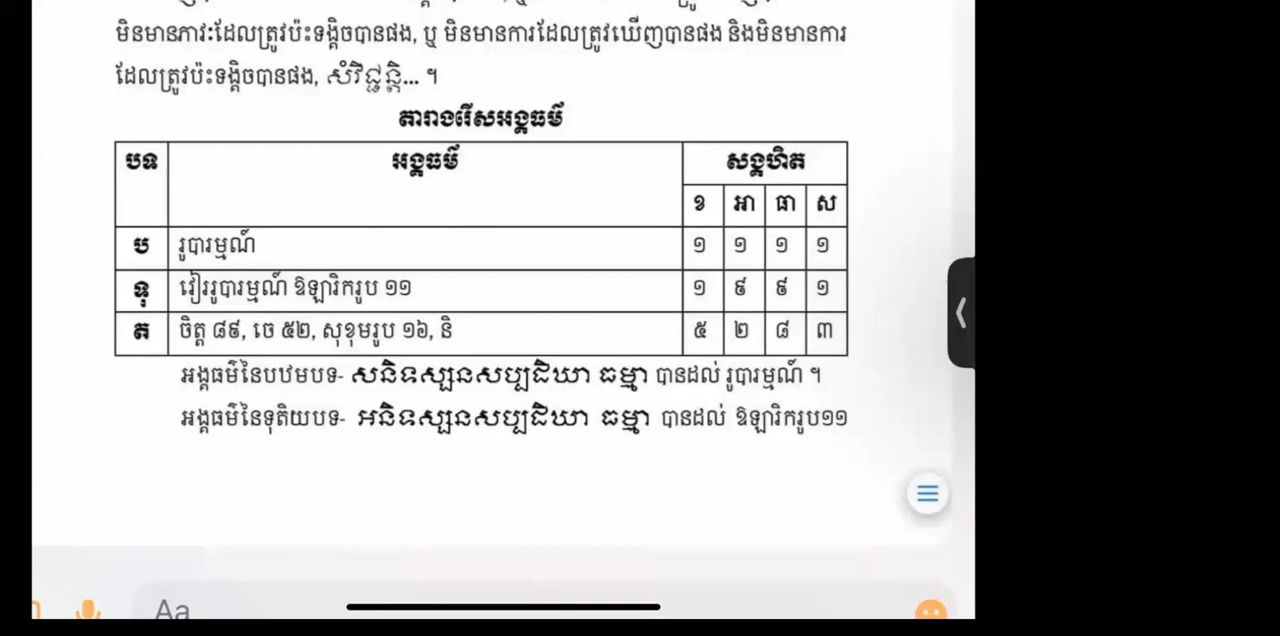 មិនមានភាវៈដែលត្រូវប៉ះទង្គិចបានផង, ឬ មិនមានការដែលត្រូវឃើញបានផង និងមិនមានការ
ដែលត្រូវប៉ះទង្គិចបានផង, សំវិជ្ជន្តិ... ។
តារាងរើសអង្គធម៌
បទ អង្គធម៌ សង្គហិត
ខ អា ធា ស
ប រូបារម្មណ៍ ១ ១ ១ ១
ទុ វៀររូបារម្មណ៍ ឱឡារិករូប ១១ ១ ៩ ៩ ១
ត ចិត្ត ៨៩, ចេ ៥២, សុខុមរូប ១៦, និ ៥ ២ ៨ ៣
អង្គធម៌នៃបឋមបទ- សនិទស្សនសប្បដិឃា ធម្មា បានដល់ រូបារម្មណ៍ ។
អង្គធម៌នៃទុតិយបទ- អនិទស្សនសប្បដិឃា ធម្មា បានដល់ ឱឡារិករូប១១
Aa